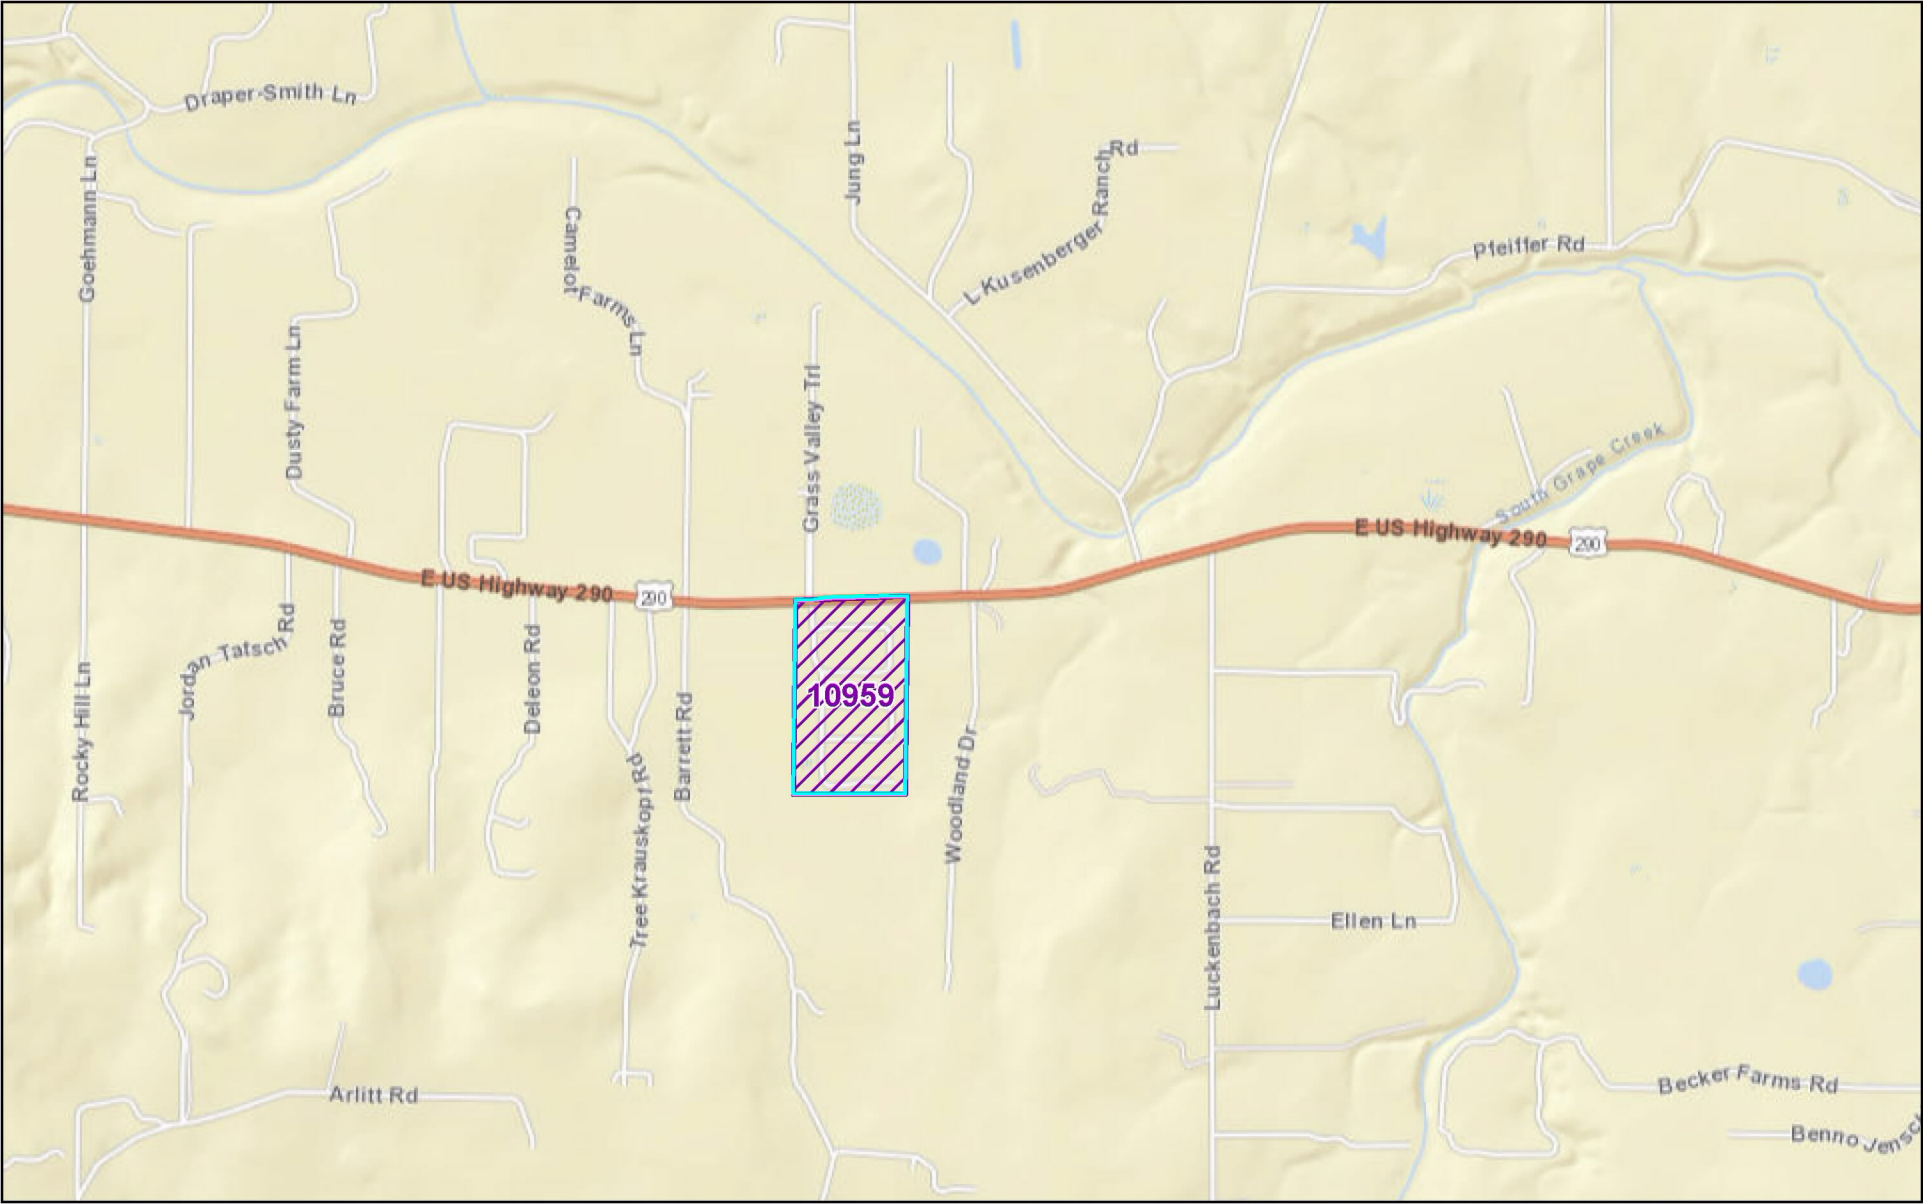 Draper-Smith Ln
Goehmann Ln
Jung Ln
L Kusenberger Ranch Rd
Camelot Farms Ln
Pfeiffer Rd
Dusty Farm Ln
Grass Valley Trl
South Grape Creek
E US Highway 290
290
E US Highway 290
290
Jordan Tatsch Rd
Bruce Rd
Deleon Rd
Rocky Hill Ln
Tree Krauskopf Rd
Barrett Rd
10959
Woodland Dr
Luckenbach Rd
Ellen Ln
Arlitt Rd
Becker Farms Rd
Benno Jensch